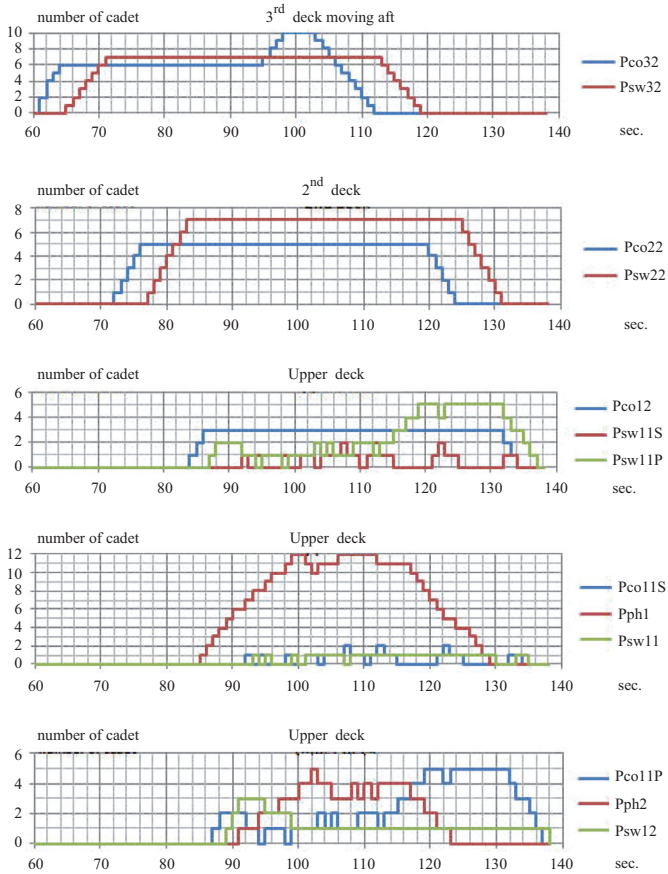 number of cadet 3rd deck moving aft
10
8
6
4
2
0
60 70 80 90 100 110 120 130 140
Pco32
Psw32
sec.
number of cadet 2nd deck
8
6
4
2
0
60 70 80 90 100 110 120 130 140
Pco22
Psw22
sec.
number of cadet Upper deck
6
4
2
0
60 70 80 90 100 110 120 130 140
Pco12
Psw11S
Psw11P
sec.
number of cadet Upper deck
12
10
8
6
4
2
0
60 70 80 90 100 110 120 130 140
Pco11S
Pph1
Psw11
sec.
number of cadet Upper deck
6
4
2
0
60 70 80 90 100 110 120 130 140
Pco11P
Pph2
Psw12
sec.